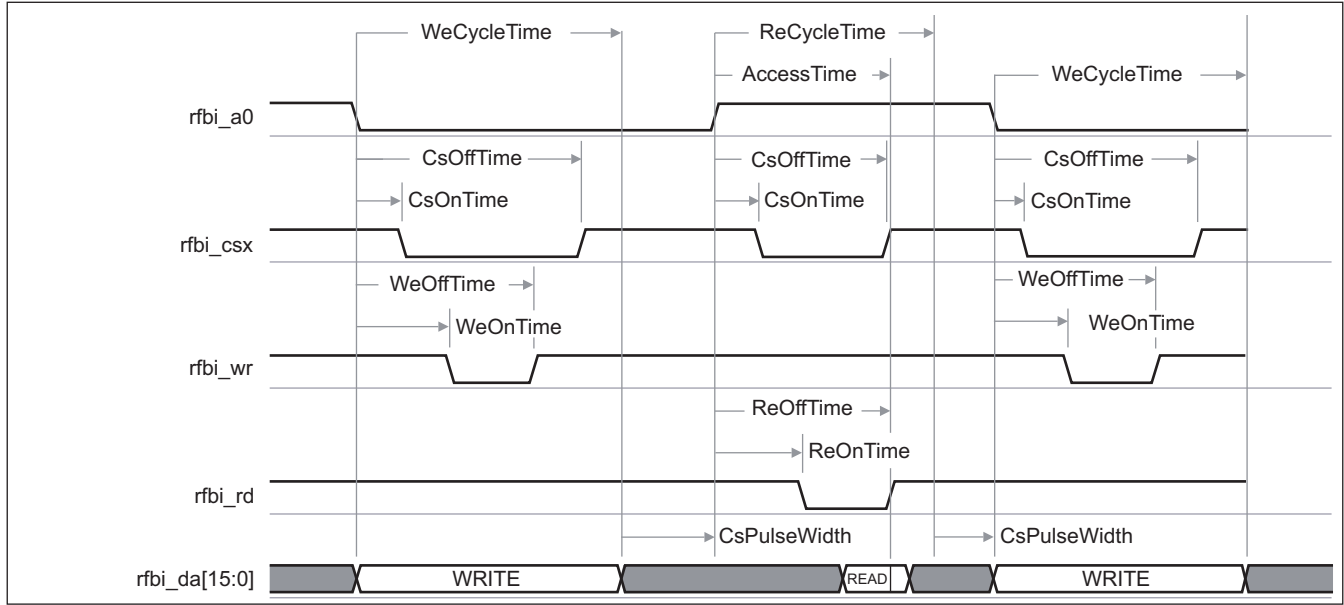 WeCycleTime ReCycleTime
AccessTime WeCycleTime
rfbi_a0
CsOffTime CsOffTime CsOffTime
CsOnTime CsOnTime CsOnTime
rfbi_csx
WeOffTime WeOffTime
WeOnTime WeOnTime
rfbi_wr
ReOffTime
ReOnTime
rfbi_rd
CsPulseWidth CsPulseWidth
rfbi_da[15:0] WRITE READ WRITE